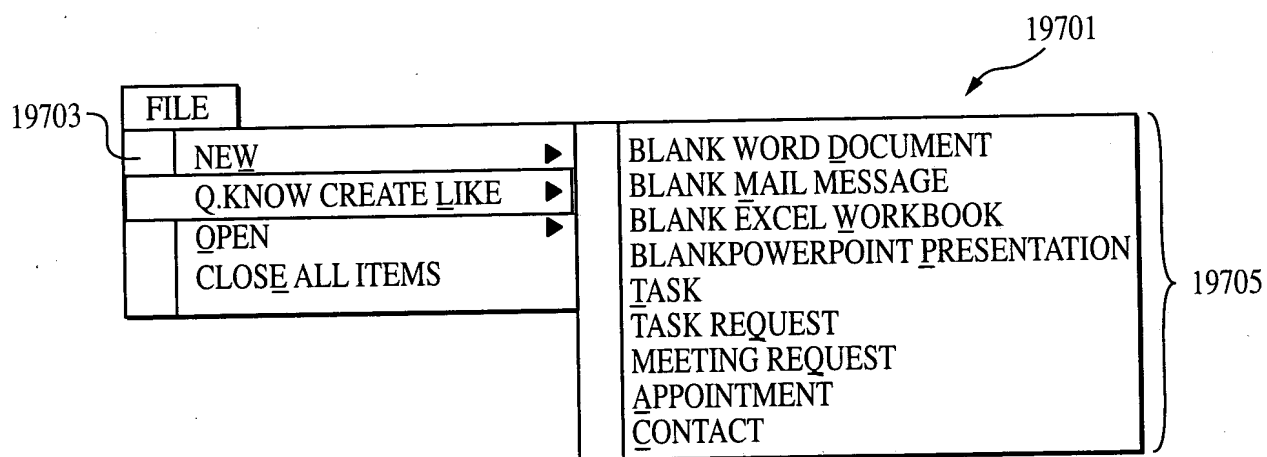 19701
FILE
19703
NEW
Q.KNOW CREATE LIKE
OPEN
CLOSE ALL ITEMS
BLANK WORD DOCUMENT
BLANK MAIL MESSAGE
BLANK EXCEL WORKBOOK
BLANKPOWERPOINT PRESENTATION
TASK
TASK REQUEST
MEETING REQUEST
APPOINTMENT
CONTACT
19705